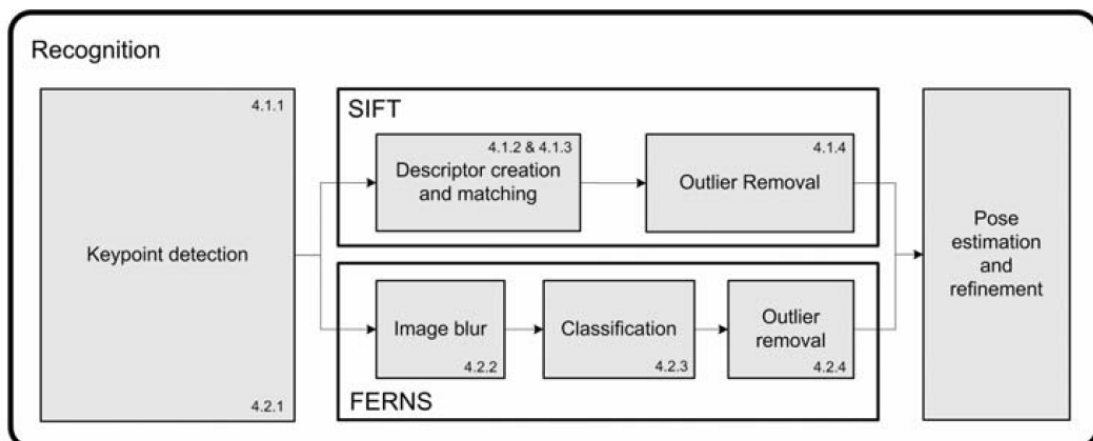 Recognition
4.1.1
Keypoint detection
4.2.1
SIFT
4.1.2 & 4.1.3
Descriptor creation
and matching
4.1.4
Outlier Removal
Image blur
4.2.2
Classification
4.2.3
Outlier
removal
4.2.4
FERNS
Pose
estimation
and
refinement